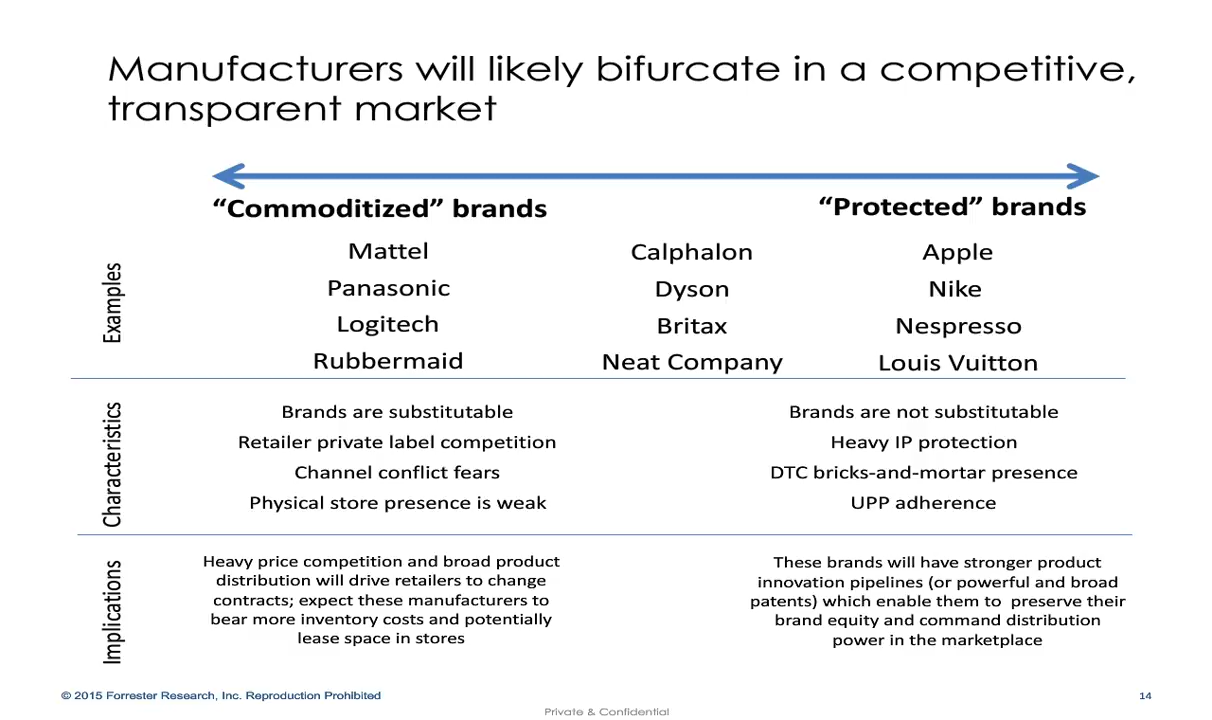 Manufacturers will likely bifurcate in a competitive,
transparent market
“Commoditized” brands
“Protected” brands
Examples
Mattel
Calphalon
Apple
Panasonic
Dyson
Nike
Logitech
Britax
Nespresso
Rubbermaid
Neat Company
Louis Vuitton
Characteristics
Brands are substitutable
Brands are not substitutable
Retailer private label competition
Heavy IP protection
Channel conflict fears
DTC bricks-and-mortar presence
Physical store presence is weak
UPP adherence
Implications
Heavy price competition and broad product
distribution will drive retailers to change
contracts; expect these manufacturers to
bear more inventory costs and potentially
lease space in stores
These brands will have stronger product
innovation pipelines (or powerful and broad
patents) which enable them to preserve their
brand equity and command distribution
power in the marketplace
© 2015 Forrester Research, Inc. Reproduction Prohibited
14
Private & Confidential